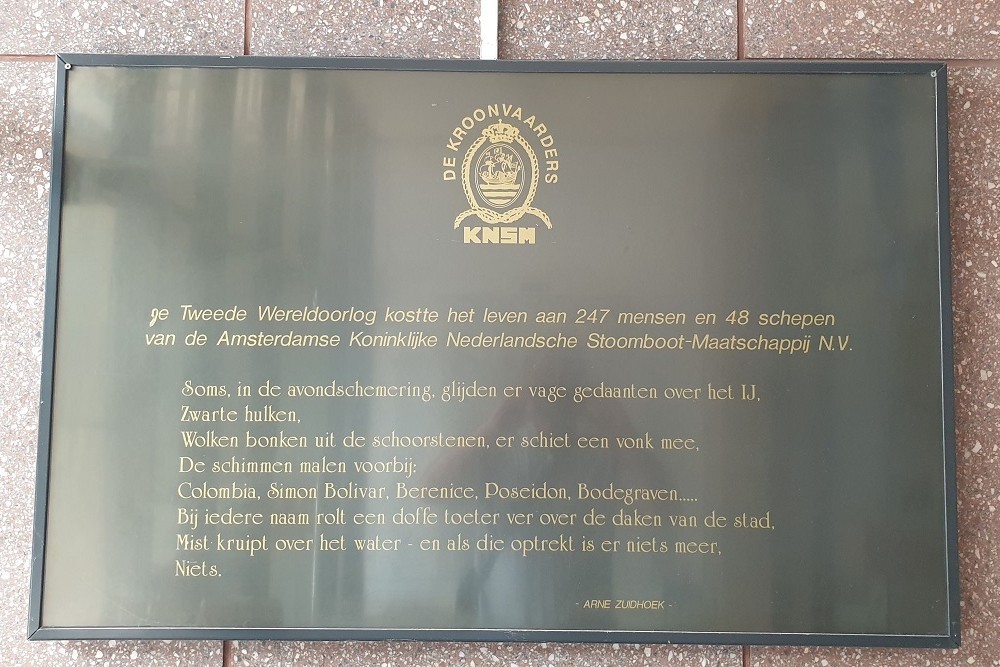 DE KROONVAARDERS
KNSM
De Tweede Wereldoorlog kostte het leven aan 247 mensen en 48 schepen
van de Amsterdamse Koninklijke Nederlandsche Stoomboot-Maatschappij N.V.
Soms, in de avondschemering, glijden er vage gedaanten over het IJ,
Zwarte hulken,
Wolken bonken uit de schoorstenen, er schiet een vonk mee,
De schimmen malen voorbij:
Colombia, Simon Bolivar, Berenice, Poseidon, Bodegraven.....
Bij iedere naam rolt een doffe toeter ver over de daken van de stad,
Mist kruipt over het water - en als die optrekt is er niets meer,
Niets.
- ARNE ZUIDHOEK -